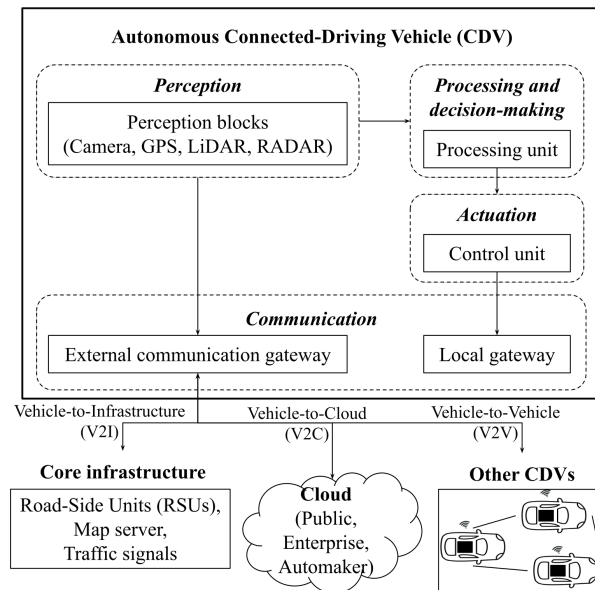 Autonomous Connected-Driving Vehicle (CDV)
Perception
Perception blocks
(Camera, GPS, LiDAR, RADAR)
Processing and
decision-making
Processing unit
Actuation
Control unit
Communication
External communication gateway
Local gateway
Vehicle-to-Infrastructure
(V2I)
Vehicle-to-Cloud
(V2C)
Vehicle-to-Vehicle
(V2V)
Core infrastructure
Road-Side Units (RSUs),
Map server,
Traffic signals
Cloud
(Public,
Enterprise,
Automaker)
Other CDVs